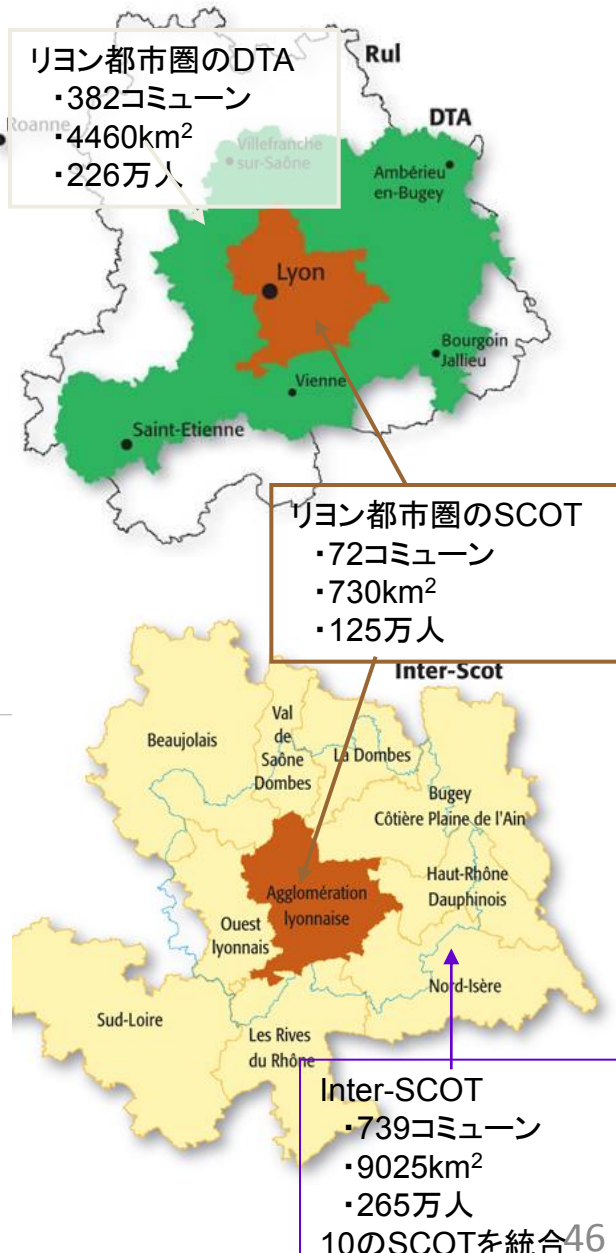 リヨン都市圏のDTA
・382コミューン
・4460km²
・226万人
Rul
DTA
Roanne
Villefranche
sur-Saône
Ambérieu
en-Bugey
Lyon
Bourgoin
Jallieu
Vienne
Saint-Etienne
リヨン都市圏のSCOT
・72コミューン
・730km²
・125万人
Inter-Scot
Beaujolais
Val
de
Saône
Dombes
La Dombes
Bugey
Côtière Plaine de l'Ain
Agglomération
lyonnaise
Haut-Rhône
Dauphinois
Ouest
lyonnais
Nord-Isère
Sud-Loire
Les Rives
du Rhône
Inter-SCOT
・739コミューン
・9025km²
・265万人
10のSCOTを統合
46